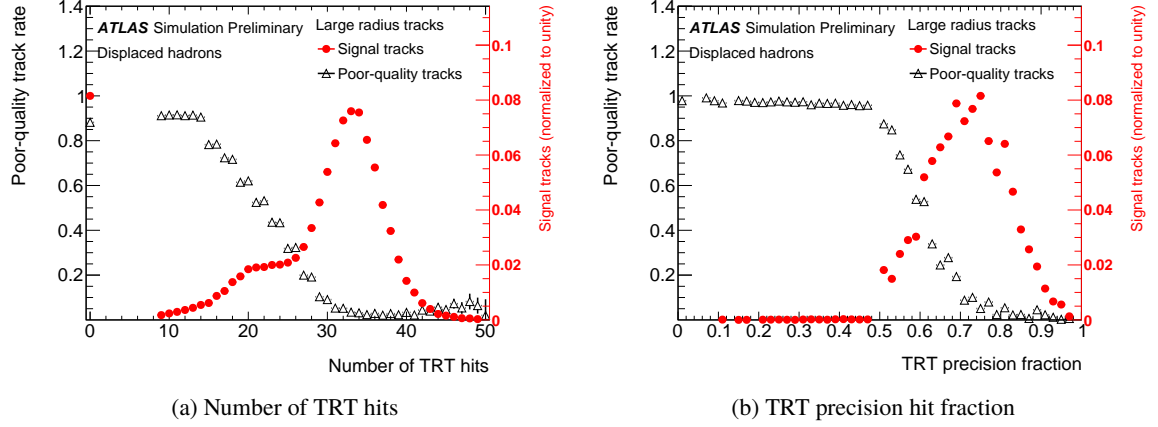 Poor-quality track rate
1.4
1.2
1
0.8
0.6
0.4
0.2
ATLAS Simulation Preliminary
Displaced hadrons
Large radius tracks
Signal tracks
Poor-quality tracks
0.1
0.08
0.06
0.04
0.02
0
Signal tracks (normalized to unity)
0 10 20 30 40 50
Number of TRT hits
(a) Number of TRT hits
Poor-quality track rate
1.4
1.2
1
0.8
0.6
0.4
0.2
ATLAS Simulation Preliminary
Displaced hadrons
Large radius tracks
Signal tracks
Poor-quality tracks
0.1
0.08
0.06
0.04
0.02
0
Signal tracks (normalized to unity)
0 0.1 0.2 0.3 0.4 0.5 0.6 0.7 0.8 0.9 1
TRT precision fraction
(b) TRT precision hit fraction